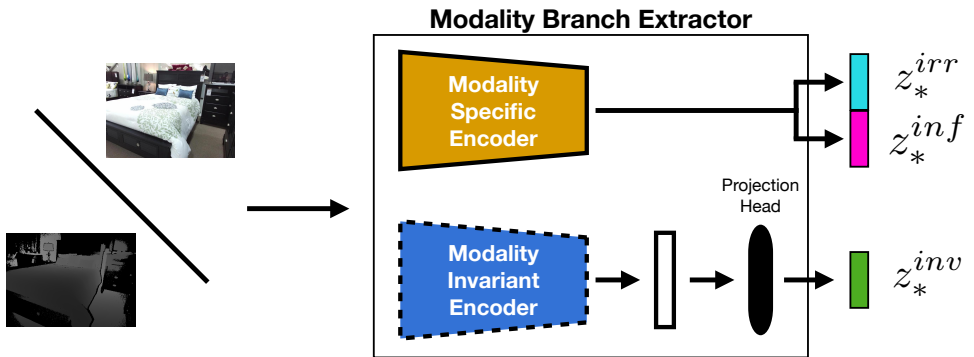 Modality Branch Extractor
Modality
Specific
Encoder
z_*^{irr}
z_*^{inf}
Projection
Head
Modality
Invariant
Encoder
z_*^{inv}